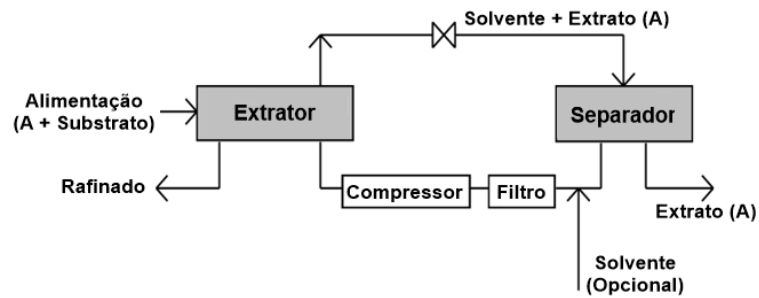 Solvente + Extrato (A)
Alimentação
(A + Substrato)
Extrator
Separador
Rafinado
Compressor
Filtro
Extrato (A)
Solvente
(Opcional)